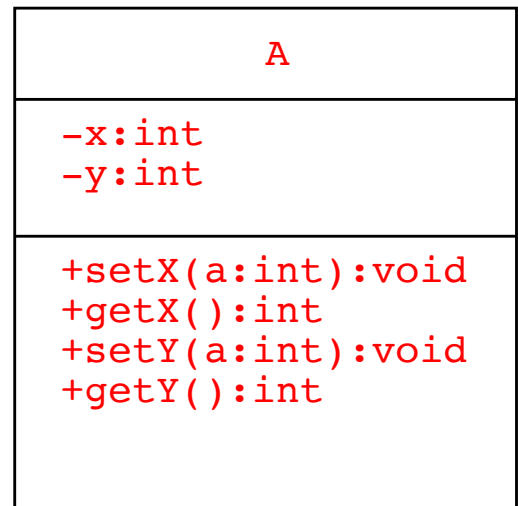 A
-x:int
-y:int
+setX(a:int):void
+getX():int
+setY(a:int):void
+getY():int